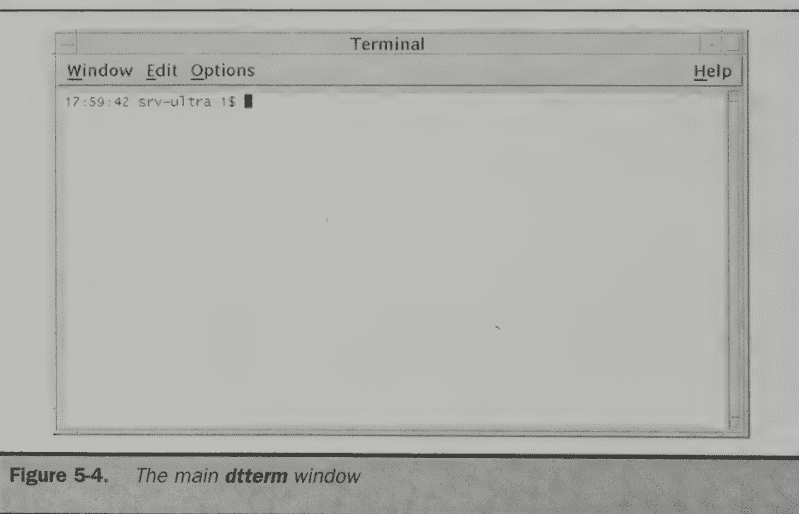 Terminal
Window Edit Options Help
17:59:42 srv-ultra 1$
Figure 5-4. The main dtterm window